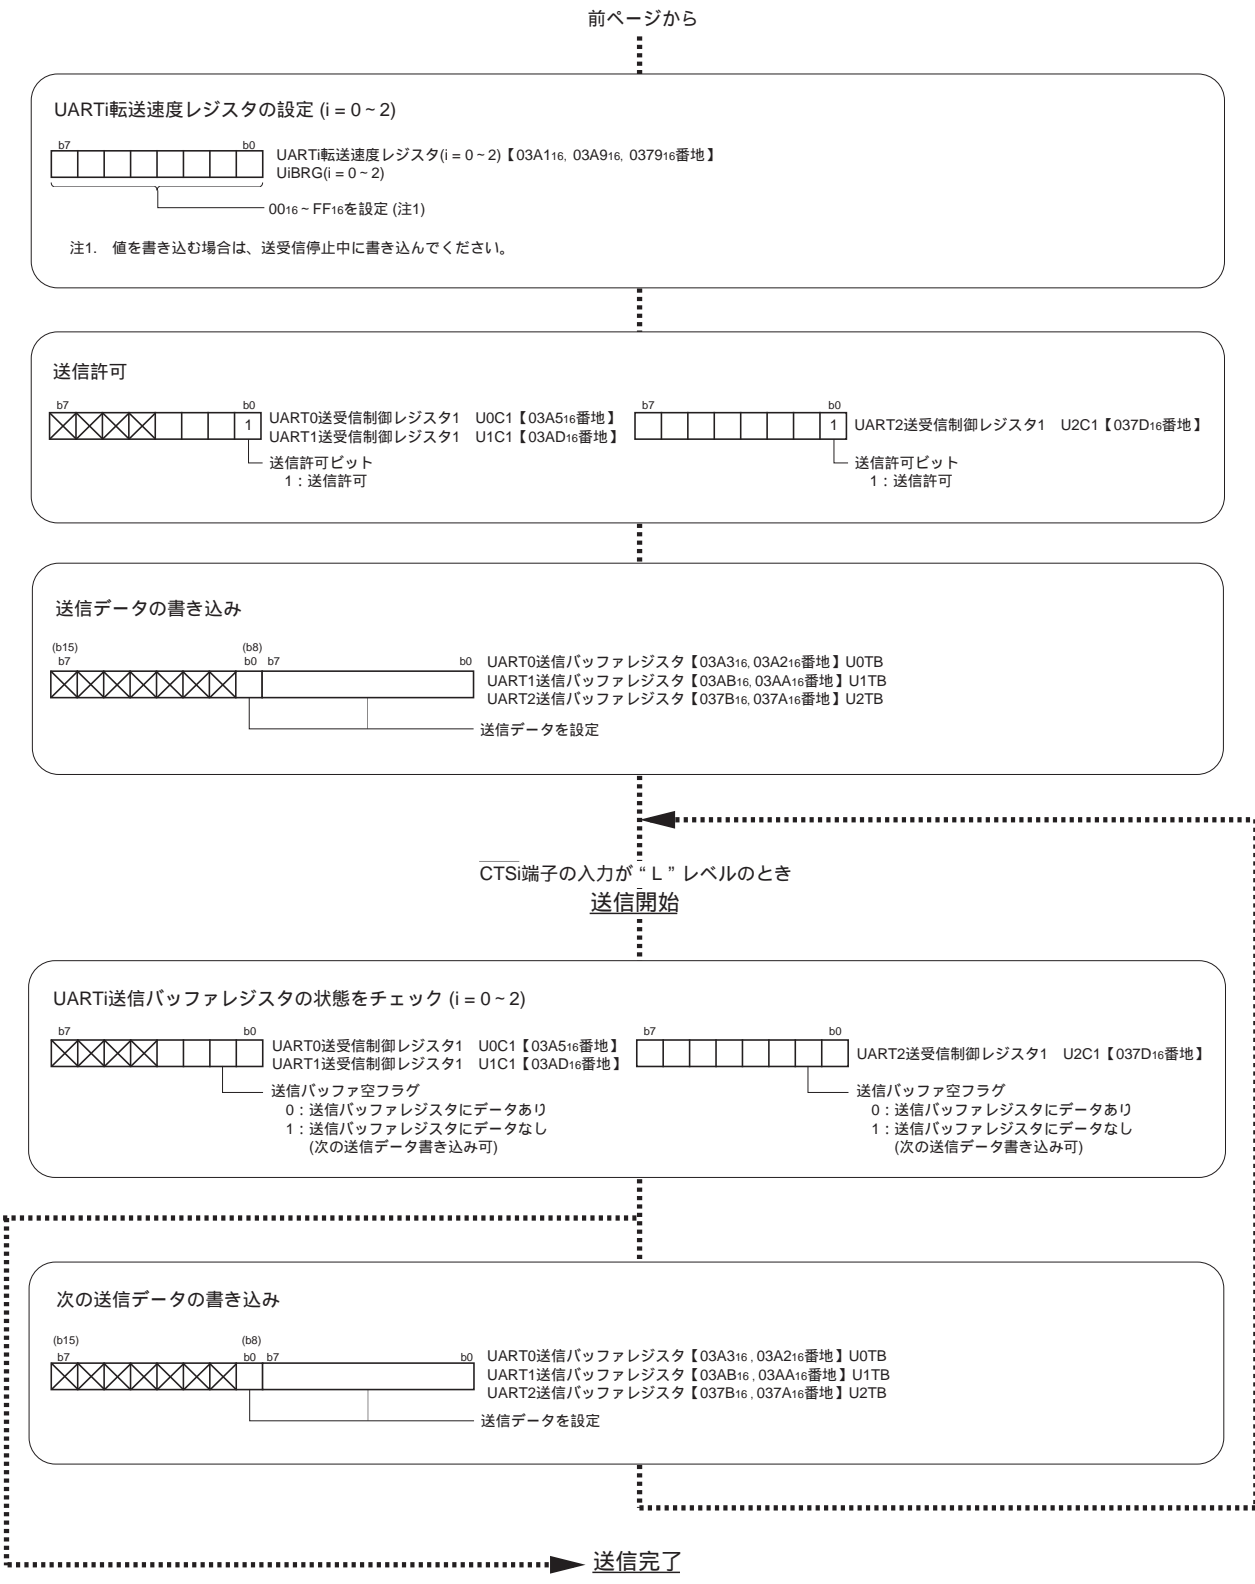 前ページから
UARTi転送速度レジスタの設定 (i = 0 ~ 2)
b7 b0
UARTi転送速度レジスタ(i = 0 ~ 2)【03A116, 03A916, 037916番地】
UiBRG(i = 0 ~ 2)
0016 ~ FF16を設定 (注1)
注1. 値を書き込む場合は、送受信停止中に書き込んでください。
送信許可
b7 b0
1
UART0送受信制御レジスタ1 U0C1【03A516番地】
UART1送受信制御レジスタ1 U1C1【03AD16番地】
送信許可ビット
1 : 送信許可
b7 b0
1
UART2送受信制御レジスタ1 U2C1【037D16番地】
送信許可ビット
1 : 送信許可
送信データの書き込み
(b15) (b8)
b7 b0 b7 b0
UART0送信バッファレジスタ【03A316, 03A216番地】U0TB
UART1送信バッファレジスタ【03AB16, 03AA16番地】U1TB
UART2送信バッファレジスタ【037B16, 037A16番地】U2TB
送信データを設定
CTSi端子の入力が “ L ” レベルのとき
送信開始
UARTi送信バッファレジスタの状態をチェック (i = 0 ~ 2)
b7 b0
UART0送受信制御レジスタ1 U0C1【03A516番地】
UART1送受信制御レジスタ1 U1C1【03AD16番地】
送信バッファ空フラグ
0 : 送信バッファレジスタにデータあり
1 : 送信バッファレジスタにデータなし
(次の送信データ書き込み可)
b7 b0
UART2送受信制御レジスタ1 U2C1【037D16番地】
送信バッファ空フラグ
0 : 送信バッファレジスタにデータあり
1 : 送信バッファレジスタにデータなし
(次の送信データ書き込み可)
次の送信データの書き込み
(b15) (b8)
b7 b0 b7 b0
UART0送信バッファレジスタ【03A316 , 03A216番地】U0TB
UART1送信バッファレジスタ【03AB16 , 03AA16番地】U1TB
UART2送信バッファレジスタ【037B16 , 037A16番地】U2TB
送信データを設定
送信完了